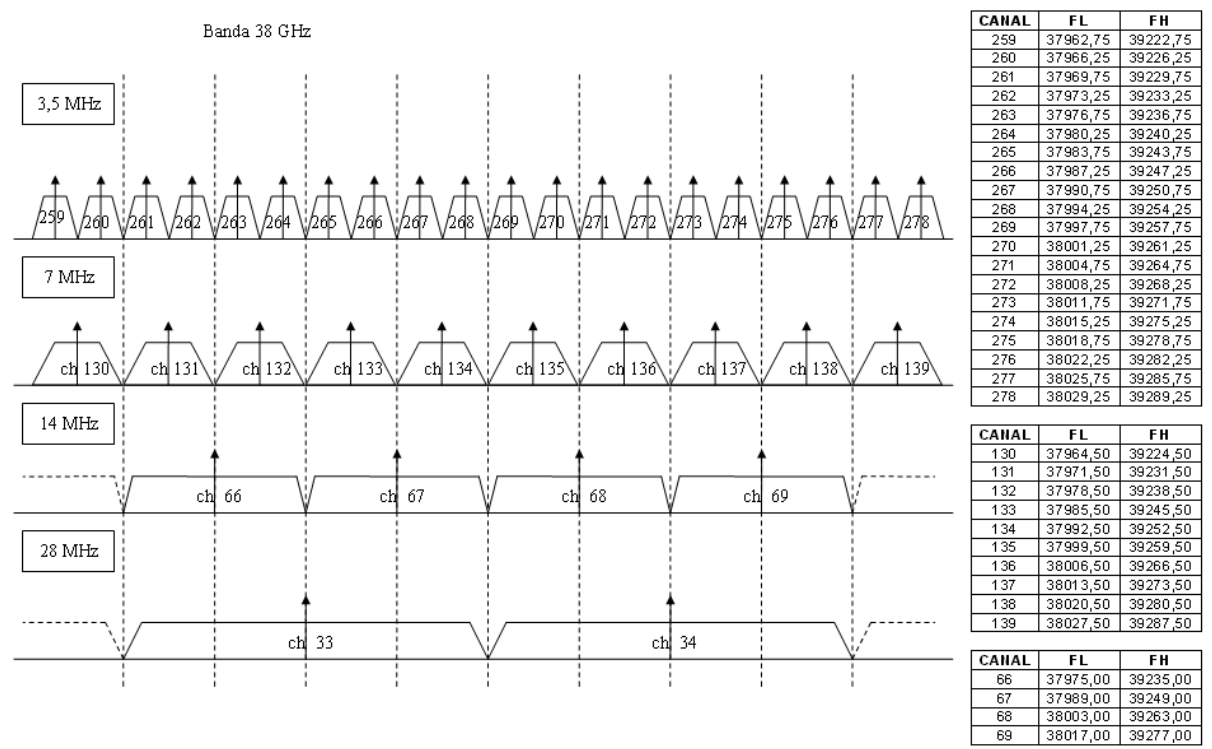 Banda 38 GHz
3,5 MHz
259 260 261 262 263 264 265 266 267 268 269 270 271 272 273 274 275 276 277 278
7 MHz
ch 130 ch 131 ch 132 ch 133 ch 134 ch 135 ch 136 ch 137 ch 138 ch 139
14 MHz
ch 66 ch 67 ch 68 ch 69
28 MHz
ch 33 ch 34
CANAL FL FH
259 37962,75 39222,75
260 37966,25 39226,25
261 37969,75 39229,75
262 37973,25 39233,25
263 37976,75 39236,75
264 37980,25 39240,25
265 37983,75 39243,75
266 37987,25 39247,25
267 37990,75 39250,75
268 37994,25 39254,25
269 37997,75 39257,75
270 38001,25 39261,25
271 38004,75 39264,75
272 38008,25 39268,25
273 38011,75 39271,75
274 38015,25 39275,25
275 38018,75 39278,75
276 38022,25 39282,25
277 38025,75 39285,75
278 38029,25 39289,25
CANAL FL FH
130 37964,50 39224,50
131 37971,50 39231,50
132 37978,50 39238,50
133 37985,50 39245,50
134 37992,50 39252,50
135 37999,50 39259,50
136 38006,50 39266,50
137 38013,50 39273,50
138 38020,50 39280,50
139 38027,50 39287,50
CANAL FL FH
66 37975,00 39235,00
67 37989,00 39249,00
68 38003,00 39263,00
69 38017,00 39277,00